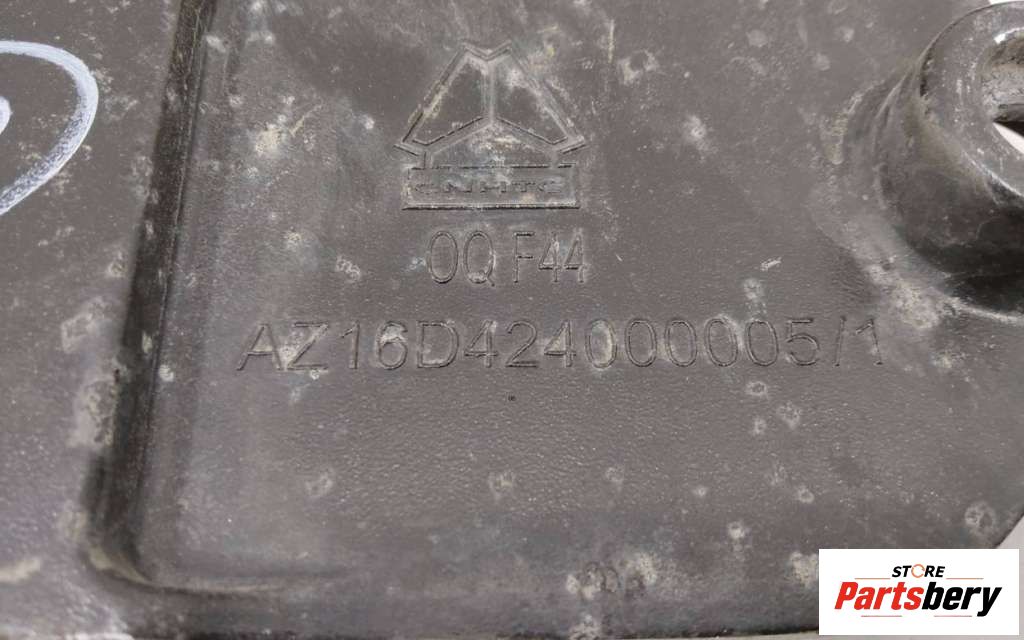 CNHTC
0Q F44
AZ16D424000005/1
STORE
Partsbery